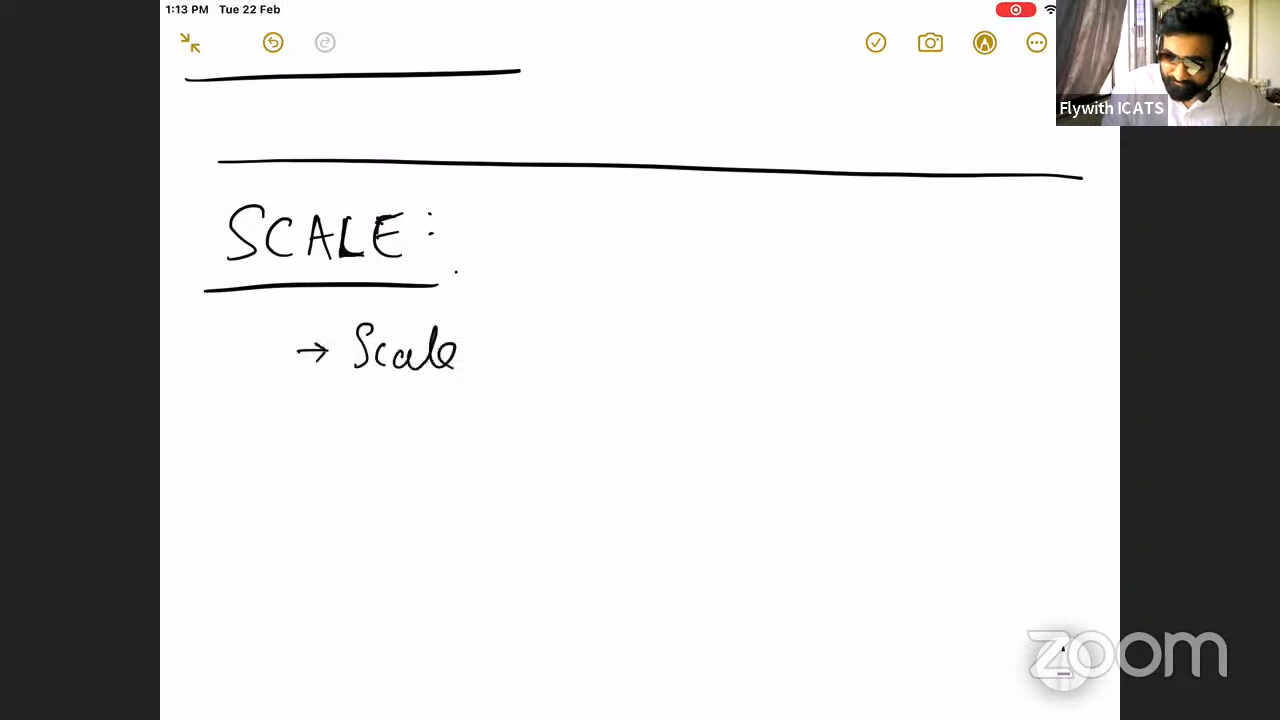 1:13 PM Tue 22 Feb
Flywith ICATS
SCALE:
→ Scale
zoom